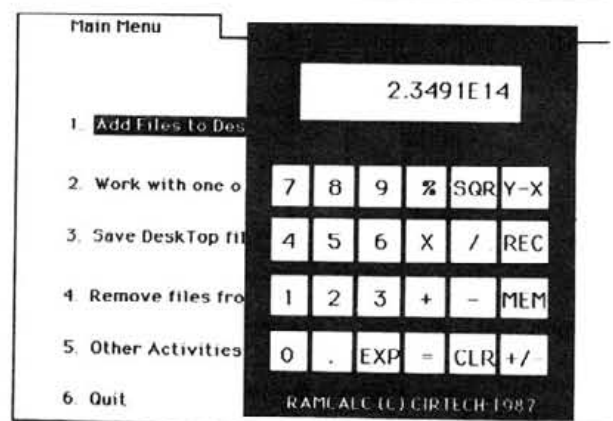 Main Menu
2.3491E14
1. Add Files to Des
7 8 9 % SQR Y-X
2. Work with one o
4 5 6 X / REC
3. Save DeskTop fil
1 2 3 + - MEM
4. Remove files fro
0 . EXP = CLR +/-
5. Other Activities
6. Quit
RAMCALC (C) CIRTECH 1987